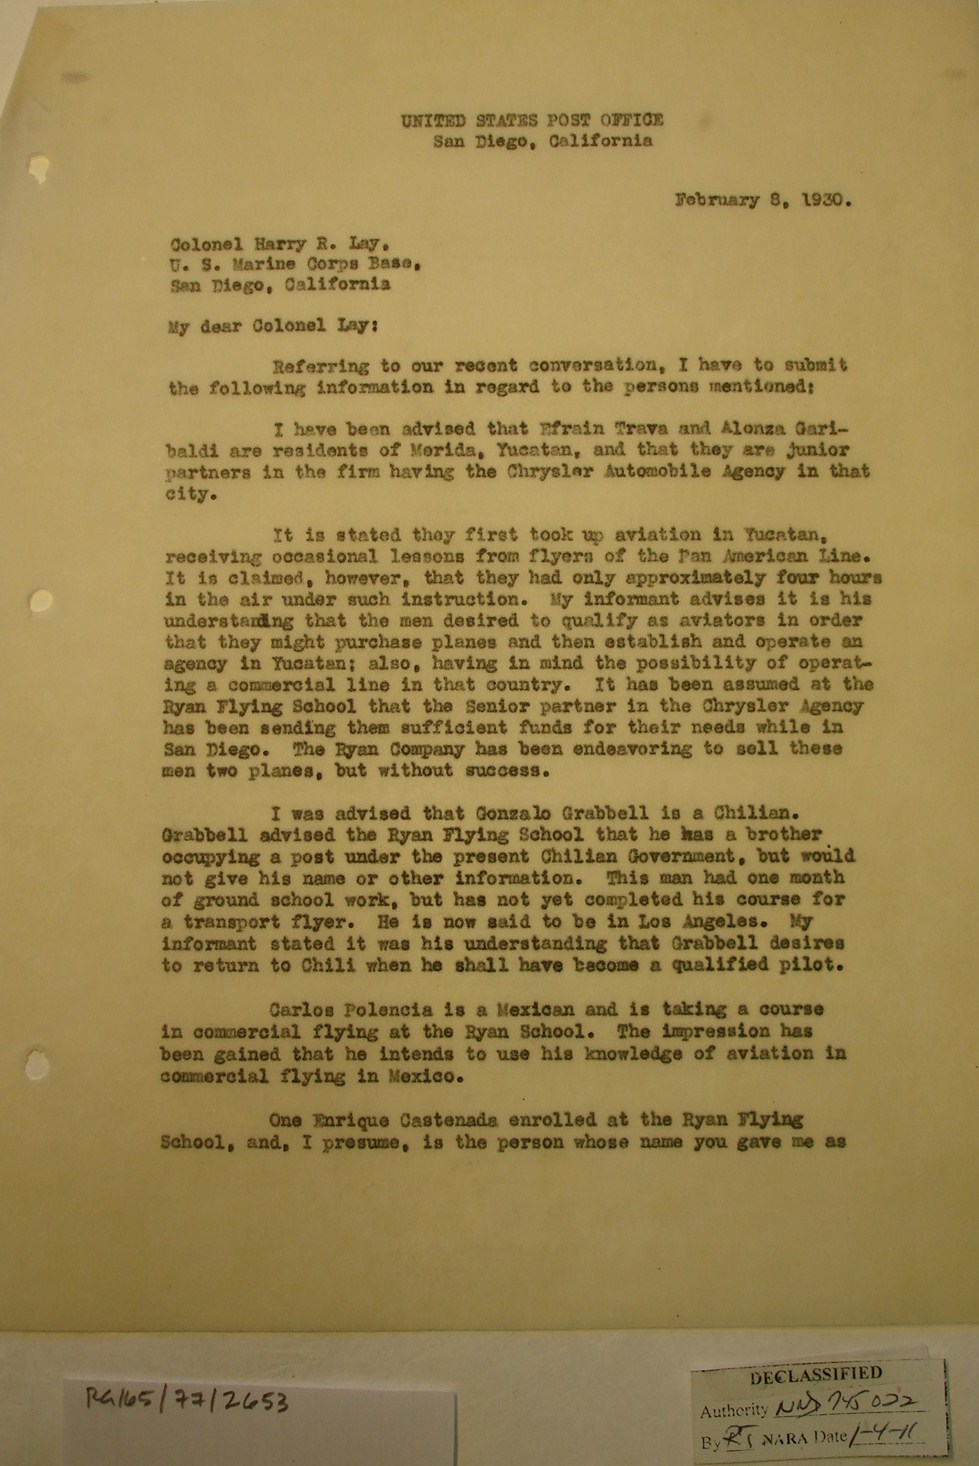 UNITED STATES POST OFFICE
San Diego, California
February 8, 1930.
Colonel Harry R. Lay,
U. S. Marine Corps Base,
San Diego, California
My dear Colonel Lay:
Referring to our recent conversation, I have to submit
the following information in regard to the persons mentioned:
I have been advised that Efrain Trava and Alonza Gari-
baldi are residents of Merida, Yucatan, and that they are junior
partners in the firm having the Chrysler Automobile Agency in that
city.
It is stated they first took up aviation in Yucatan,
receiving occasional lessons from flyers of the Pan American Line.
It is claimed, however, that they had only approximately four hours
in the air under such instruction. My informant advises it is his
understanding that the men desired to qualify as aviators in order
that they might purchase planes and then establish and operate an
agency in Yucatan; also, having in mind the possibility of operat-
ing a commercial line in that country. It has been assumed at the
Ryan Flying School that the Senior partner in the Chrysler Agency
has been sending them sufficient funds for their needs while in
San Diego. The Ryan Company has been endeavoring to sell these
men two planes, but without success.
I was advised that Gonzalo Grabbell is a Chilian.
Grabbell advised the Ryan Flying School that he has a brother
occupying a post under the present Chilian Government, but would
not give his name or other information. This man had one month
of ground school work, but has not yet completed his course for
a transport flyer. He is now said to be in Los Angeles. My
informant stated it was his understanding that Grabbell desires
to return to Chili when he shall have become a qualified pilot.
Carlos Polencia is a Mexican and is taking a course
in commercial flying at the Ryan School. The impression has
been gained that he intends to use his knowledge of aviation in
commercial flying in Mexico.
One Enrique Castenada enrolled at the Ryan Flying
School, and, I presume, is the person whose name you gave me as
RG165/77/2653
DECLASSIFIED
Authority NND 745022
By RT NARA Date 1-4-11